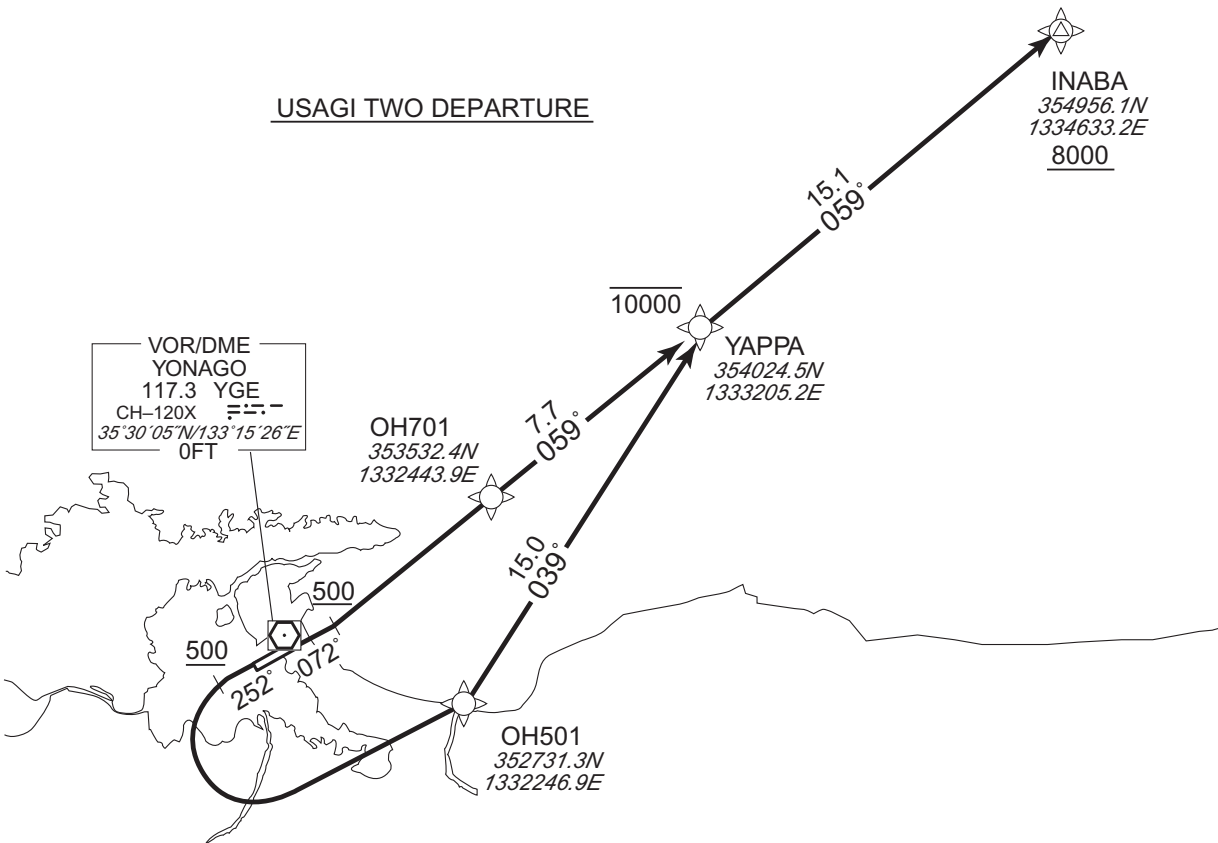 USAGI TWO DEPARTURE
INABA
354956.1N
1334633.2E
8000
15.1
059°
10000
YAPPA
354024.5N
1333205.2E
VOR/DME
YONAGO
117.3 YGE
CH–120X
35°30´05˝N/133°15´26˝E
0FT
OH701
353532.4N
1332443.9E
7.7
059°
15.0
039°
500
072°
500
252°
OH501
352731.3N
1332246.9E